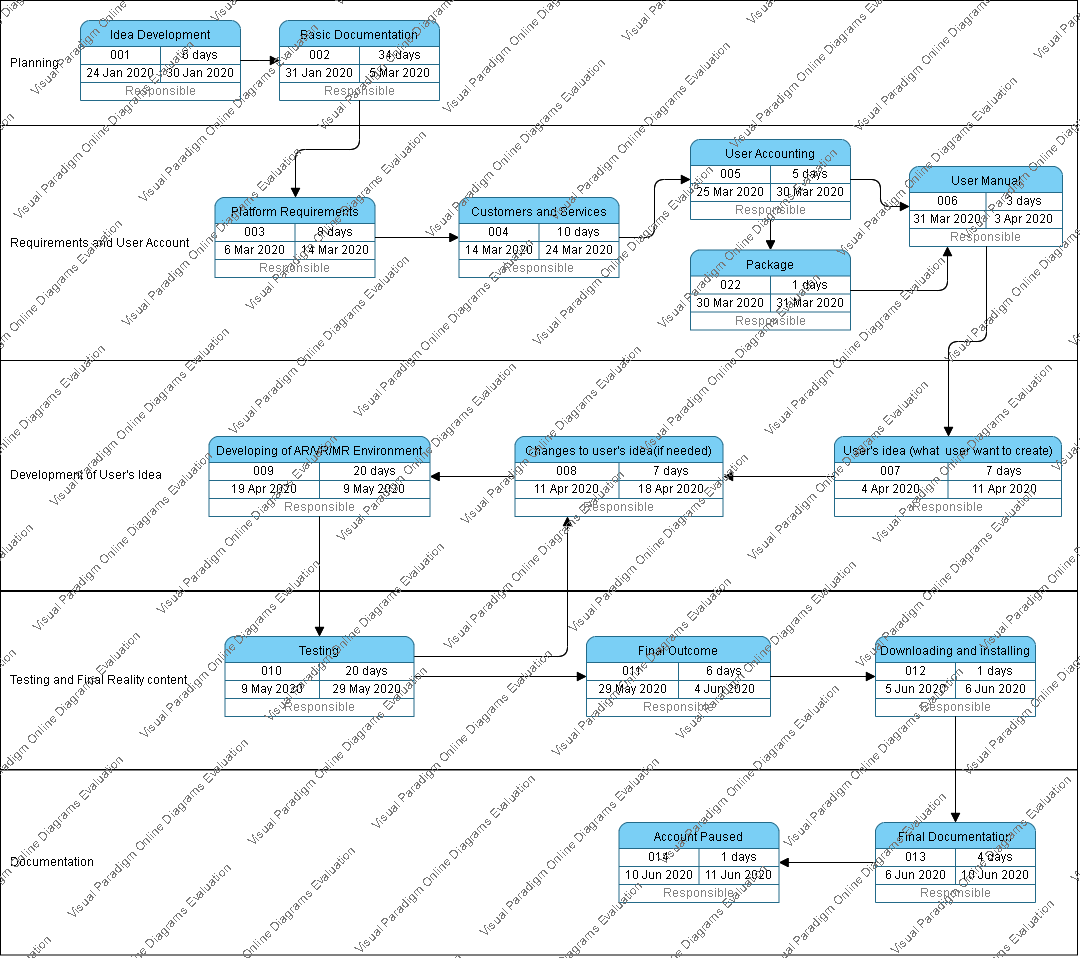 Planning
Idea Development
001 6 days
24 Jan 2020 30 Jan 2020
Responsible
Basic Documentation
002 34 days
31 Jan 2020 5 Mar 2020
Responsible
Requirements and User Account
Platform Requirements
003 8 days
6 Mar 2020 14 Mar 2020
Responsible
Customers and Services
004 10 days
14 Mar 2020 24 Mar 2020
Responsible
User Accounting
005 5 days
25 Mar 2020 30 Mar 2020
Responsible
Package
022 1 days
30 Mar 2020 31 Mar 2020
Responsible
User Manual
006 3 days
31 Mar 2020 3 Apr 2020
Responsible
Development of User's Idea
Developing of AR/VR/MR Environment
009 20 days
19 Apr 2020 9 May 2020
Responsible
Changes to user's idea(if needed)
008 7 days
11 Apr 2020 18 Apr 2020
Responsible
User's idea (what user want to create)
007 7 days
4 Apr 2020 11 Apr 2020
Responsible
Testing and Final Reality content
Testing
010 20 days
9 May 2020 29 May 2020
Responsible
Final Outcome
011 6 days
29 May 2020 4 Jun 2020
Responsible
Downloading and installing
012 1 days
5 Jun 2020 6 Jun 2020
Responsible
Documentation
Account Paused
014 1 days
10 Jun 2020 11 Jun 2020
Responsible
Final Documentation
013 4 days
6 Jun 2020 10 Jun 2020
Responsible
Visual Paradigm Online Diagrams Evaluation